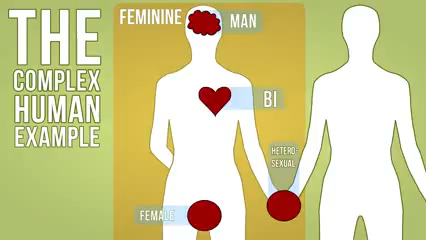 THE
COMPLEX
HUMAN
EXAMPLE
FEMININE
MAN
BI
HETERO-
SEXUAL
FEMALE